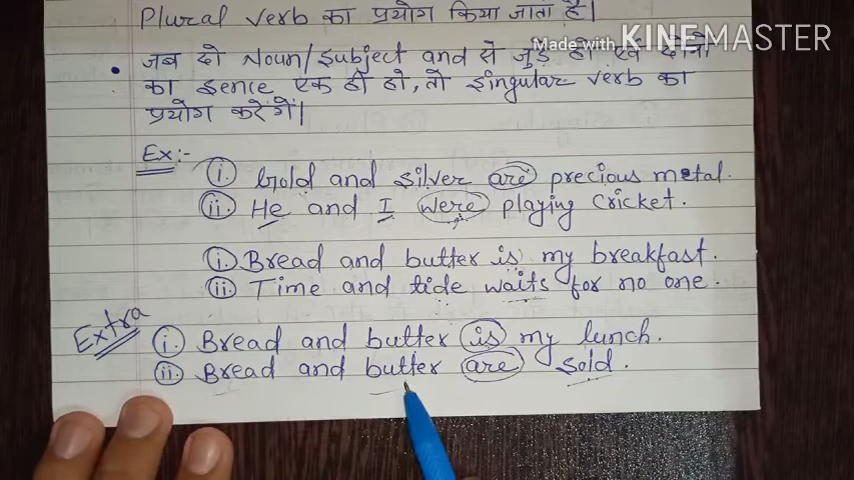 Plural verb का प्रयोग किया जाता है।
Made with KINEMASTER
• जब दो Noun/Subject and से जुड़े हो एवं दोनो
का sence एक ही हो, तो singular verb का
प्रयोग करेंगें।
Ex:-
(i.) Gold and silver are precious metal.
(ii.) He and I were playing cricket.
(i.) Bread and butter is my breakfast.
(ii) Time and tide waits for no one.
Extra
(i.) Bread and butter is my lunch.
(ii.) Bread and butter are sold.